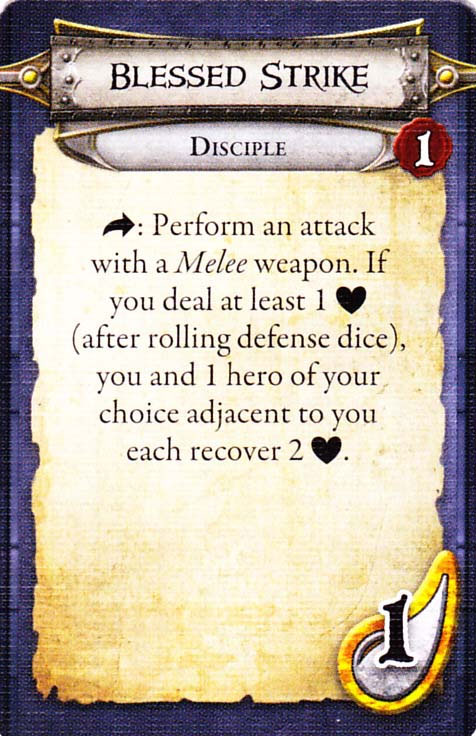 BLESSED STRIKE
DISCIPLE
1
: Perform an attack
with a Melee weapon. If
you deal at least 1
(after rolling defense dice),
you and 1 hero of your
choice adjacent to you
each recover 2 .
1